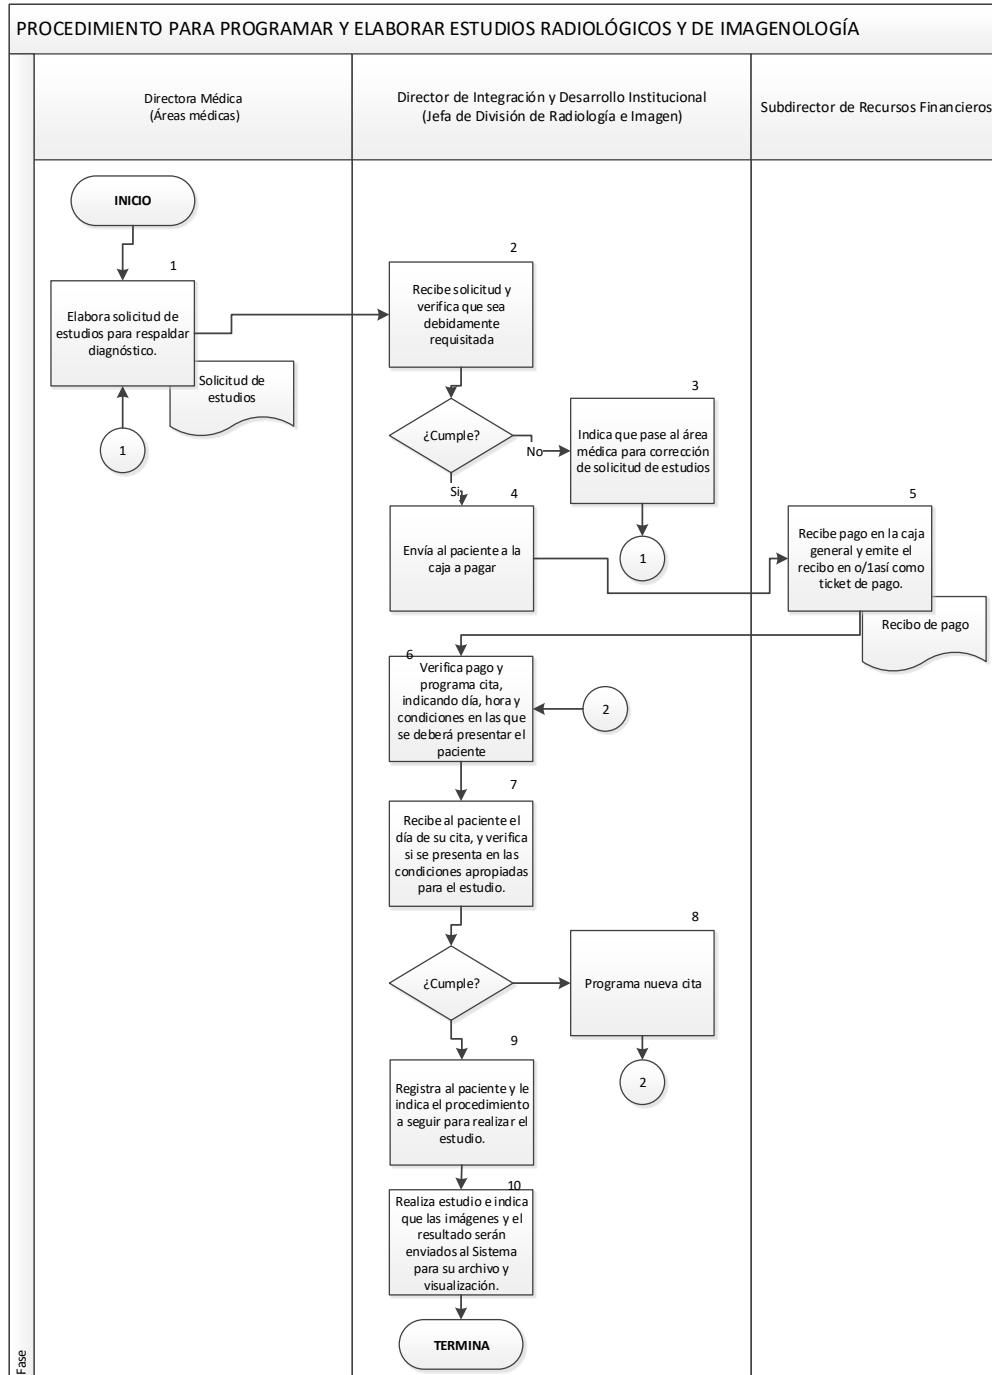 PROCEDIMIENTO PARA PROGRAMAR Y ELABORAR ESTUDIOS RADIOLÓGICOS Y DE IMAGENOLOGÍA
Directora Médica
(Áreas médicas)
Director de Integración y Desarrollo Institucional
(Jefa de División de Radiología e Imagen)
Subdirector de Recursos Financieros
INICIO
1
Elabora solicitud de
estudios para respaldar
diagnóstico.
Solicitud de
estudios
1
2
Recibe solicitud y
verifica que sea
debidamente
requisitada
¿Cumple?
No
3
Indica que pase al área
médica para corrección
de solicitud de estudios
1
Si
4
Envía al paciente a la
caja a pagar
5
Recibe pago en la caja
general y emite el
recibo en o/1así como
ticket de pago.
Recibo de pago
6
Verifica pago y
programa cita,
indicando día, hora y
condiciones en las que
se deberá presentar el
paciente
2
7
Recibe al paciente el
día de su cita, y verifica
si se presenta en las
condiciones apropiadas
para el estudio.
¿Cumple?
8
Programa nueva cita
2
9
Registra al paciente y le
indica el procedimiento
a seguir para realizar el
estudio.
10
Realiza estudio e indica
que las imágenes y el
resultado serán
enviados al Sistema
para su archivo y
visualización.
TERMINA
Fase